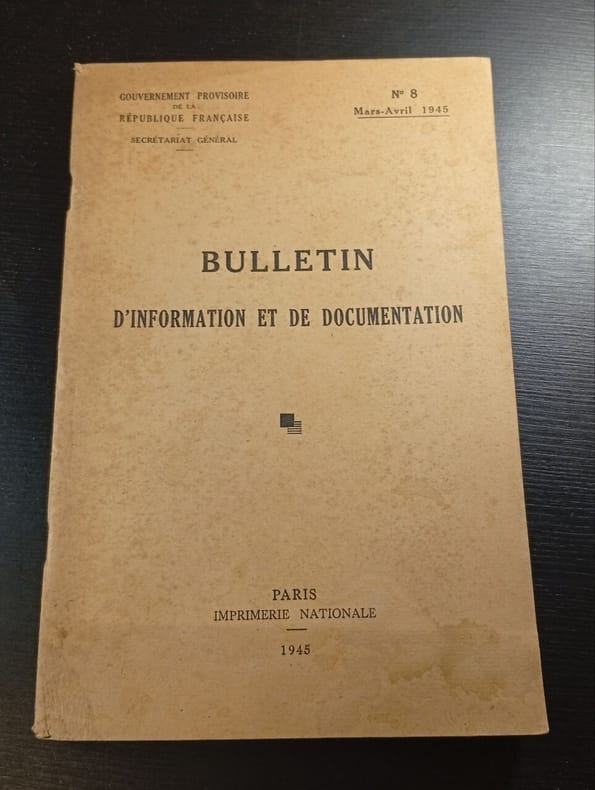 GOUVERNEMENT PROVISOIRE
DE LA
RÉPUBLIQUE FRANÇAISE
SECRÉTARIAT GÉNÉRAL
N° 8
Mars-Avril 1945
BULLETIN
D'INFORMATION ET DE DOCUMENTATION
PARIS
IMPRIMERIE NATIONALE
1945